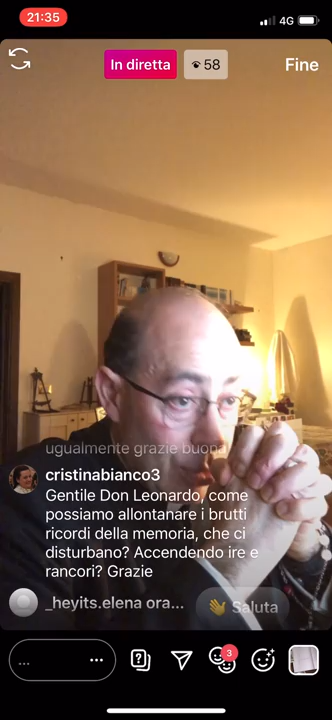 21:35
4G
In diretta
58
Fine
ugualmente grazie buona
cristinabianco3
Gentile Don Leonardo, come
possiamo allontanare i brutti
ricordi della memoria, che ci
disturbano? Accendendo ire e
rancori? Grazie
_heyits.elena ora...
👋 Saluta
...
3